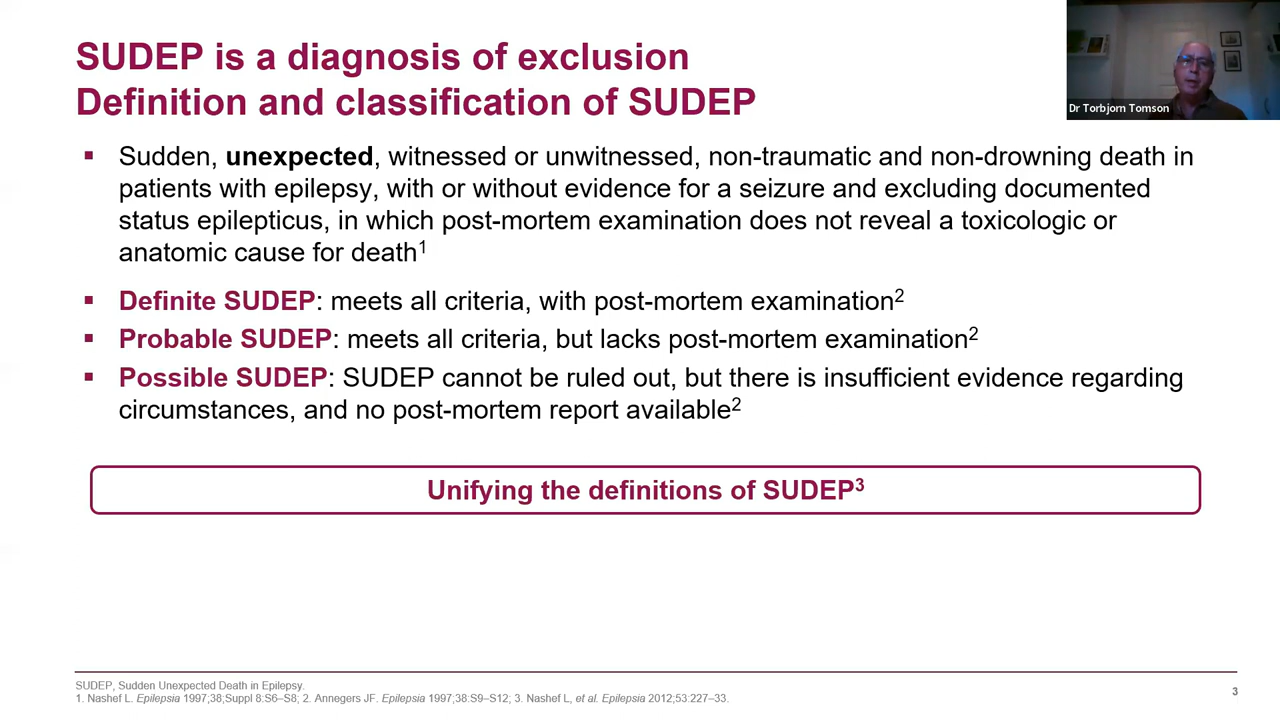 SUDEP is a diagnosis of exclusion
Definition and classification of SUDEP
Dr Torbjorn Tomson
▪ Sudden, unexpected, witnessed or unwitnessed, non-traumatic and non-drowning death in
patients with epilepsy, with or without evidence for a seizure and excluding documented
status epilepticus, in which post-mortem examination does not reveal a toxicologic or
anatomic cause for death1
▪ Definite SUDEP: meets all criteria, with post-mortem examination2
▪ Probable SUDEP: meets all criteria, but lacks post-mortem examination2
▪ Possible SUDEP: SUDEP cannot be ruled out, but there is insufficient evidence regarding
circumstances, and no post-mortem report available2
Unifying the definitions of SUDEP3
SUDEP, Sudden Unexpected Death in Epilepsy.
1. Nashef L. Epilepsia 1997;38;Suppl 8:S6–S8; 2. Annegers JF. Epilepsia 1997;38:S9–S12; 3. Nashef L, et al. Epilepsia 2012;53:227–33.
3